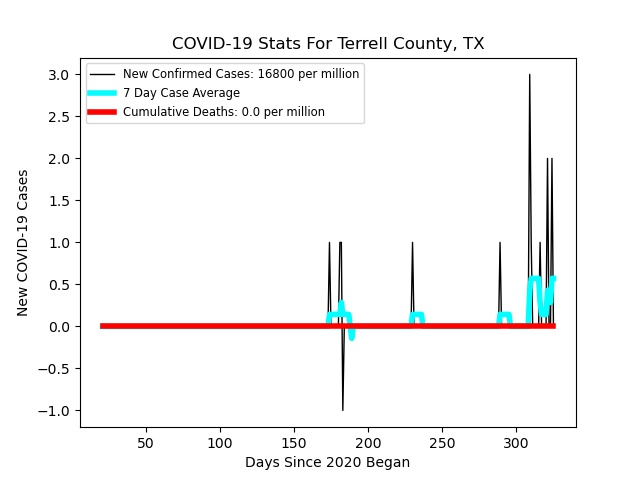 COVID-19 Stats For Terrell County, TX
New Confirmed Cases: 16800 per million
7 Day Case Average
Cumulative Deaths: 0.0 per million
New COVID-19 Cases
3.0
2.5
2.0
1.5
1.0
0.5
0.0
−0.5
−1.0
50 100 150 200 250 300
Days Since 2020 Began